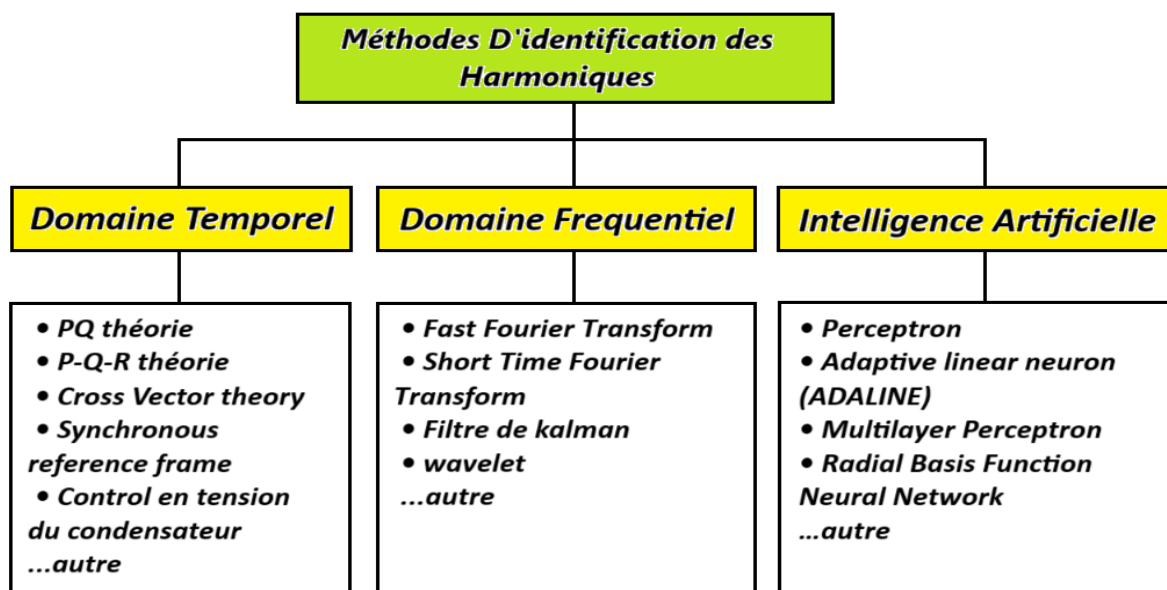 Méthodes D'identification des
Harmoniques
Domaine Temporel
• PQ théorie
• P-Q-R théorie
• Cross Vector theory
• Synchronous
reference frame
• Control en tension
du condensateur
...autre
Domaine Frequentiel
• Fast Fourier Transform
• Short Time Fourier
Transform
• Filtre de kalman
• wavelet
...autre
Intelligence Artificielle
• Perceptron
• Adaptive linear neuron
(ADALINE)
• Multilayer Perceptron
• Radial Basis Function
Neural Network
...autre